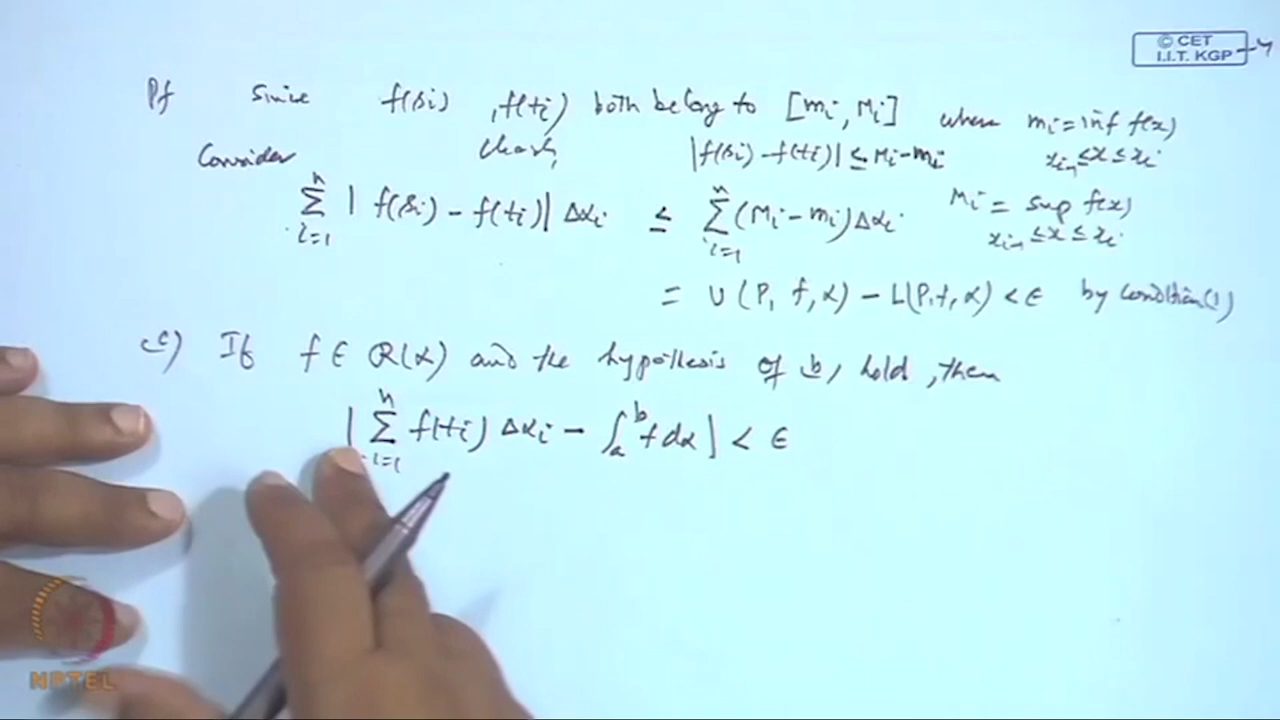 © CET
I.I.T. KGP
Pf Since f(si), f(ti) both belong to [mi, Mi] where mi = inf f(x)
Consider clearly |f(si) - f(ti)| ≤ Mi - mi xi-1 ≤ x ≤ xi
n∑i=1 | f(si) - f(ti)| Δαi ≤ n∑i=1 (Mi - mi) Δαi Mi = sup f(x)
xi-1 ≤ x ≤ xi
= U(P, f, α) - L(P, f, α) < ϵ by condition (1)
(c) If f ∈ R(α) and the hypothesis of (b) hold, then
| n∑i=1 f(ti) Δαi - ∫ab f dα | < ϵ
NPTEL